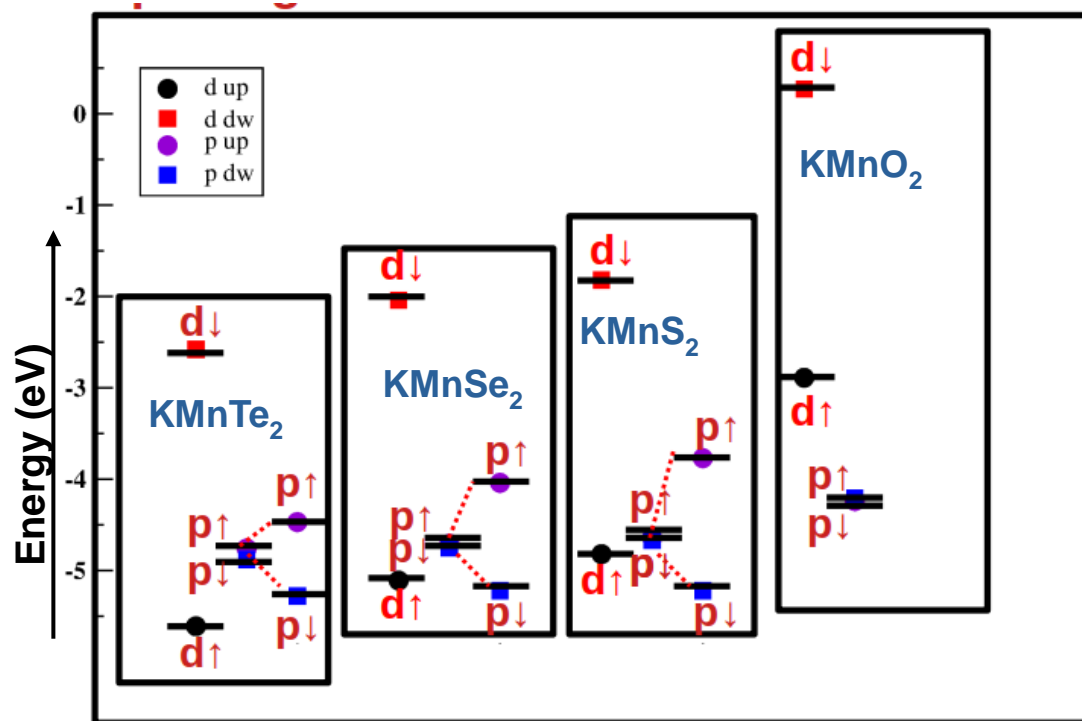 d up
d dw
p up
p dw
0
-1
-2
-3
-4
-5
Energy (eV)
d↓
KMnTe2
p↑
p↑
p↓
p↓
d↑
d↓
KMnSe2
p↑
p↑
p↓
d↑
p↓
d↓
KMnS2
p↑
p↑
p↓
d↑
p↓
d↓
KMnO2
d↑
p↑
p↓